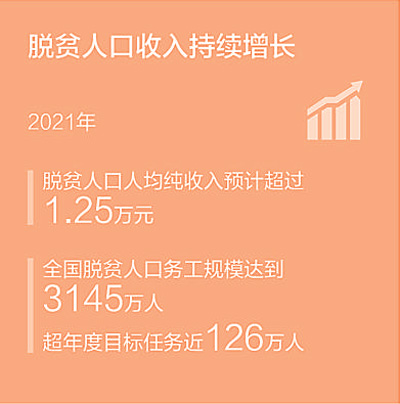 脱贫人口收入持续增长
2021年
脱贫人口人均纯收入预计超过
1.25万元
全国脱贫人口务工规模达到
3145万人
超年度目标任务近126万人